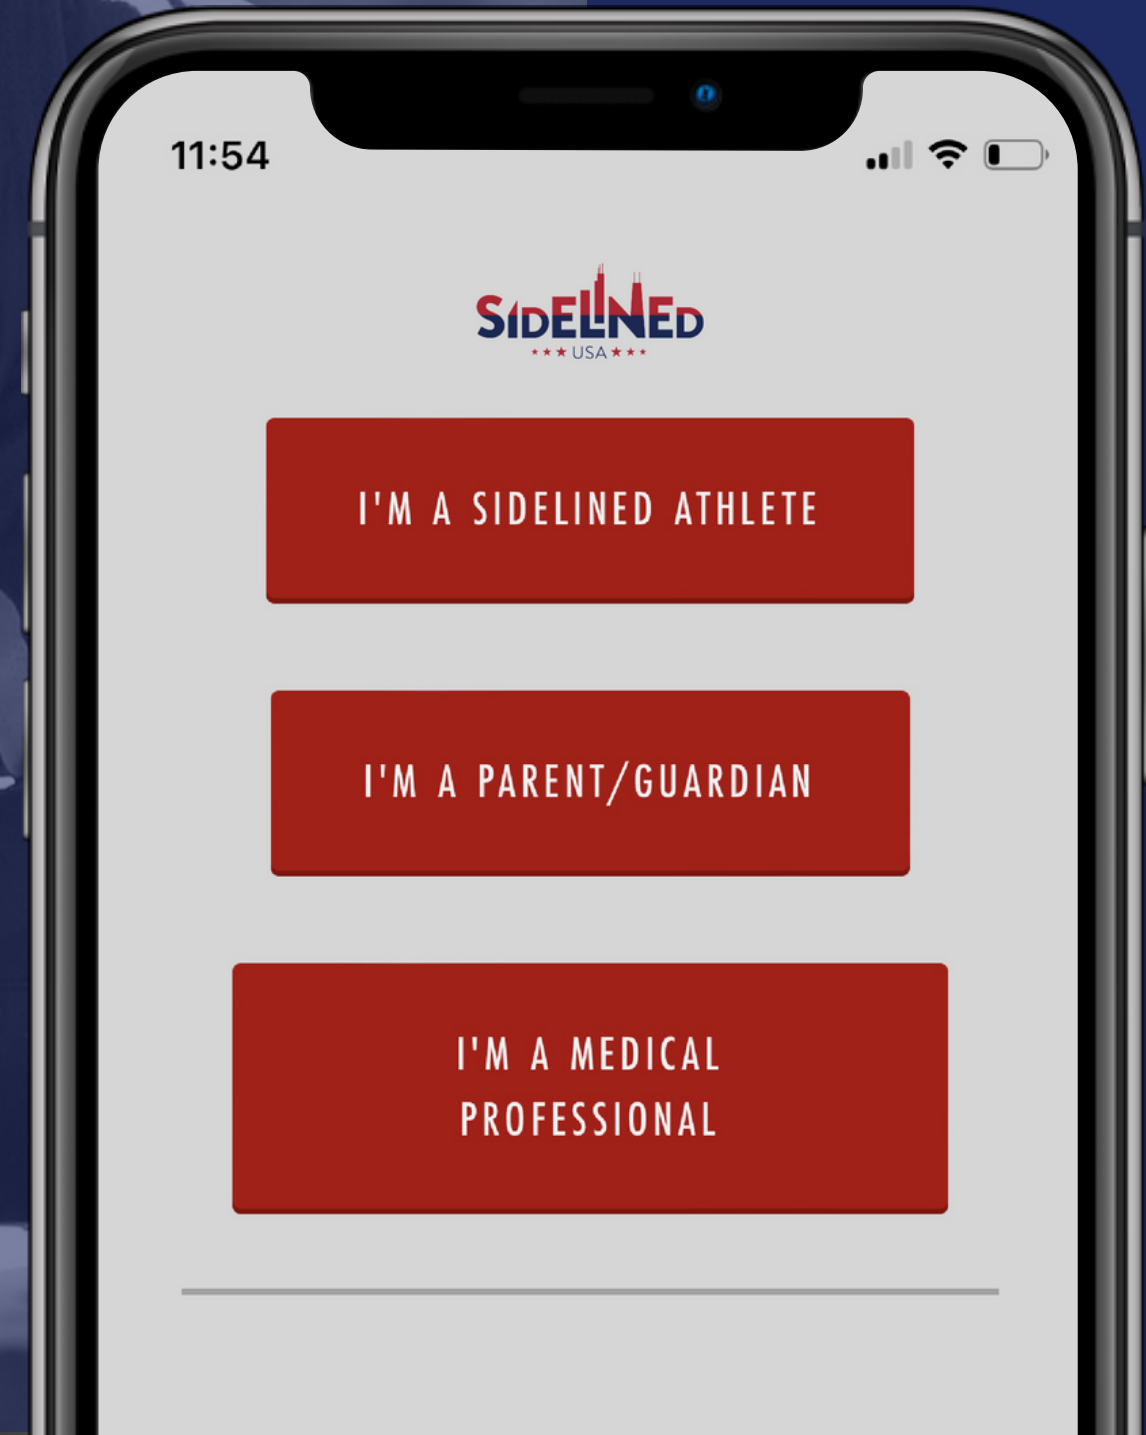 11:54
SIDELINED
★★★USA★★★
I'M A SIDELINED ATHLETE
I'M A PARENT/GUARDIAN
I'M A MEDICAL
PROFESSIONAL